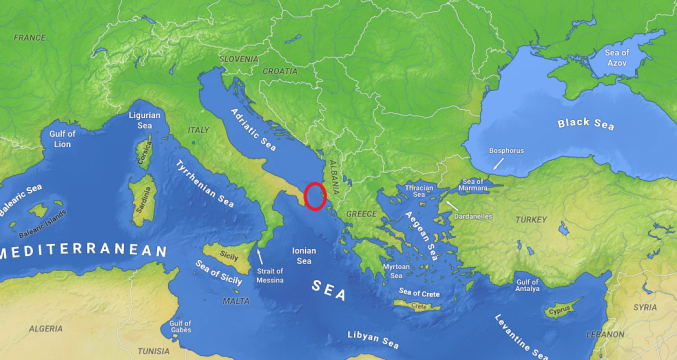 FRANCE
SLOVENIA
CROATIA
Sea of
Azov
Ligurian
Sea
Gulf of
Lion
ITALY
Adriatic Sea
Black Sea
Corsica
Bosphorus
Tyrrhenian Sea
ALBANIA
Balearic Sea
Sardinia
Thracian
Sea
Sea of
Marmara
Balearic Islands
GREECE
Dardanelles
TURKEY
Aegean Sea
MEDITERRANEAN
SEA
Sicily
Ionian
Sea
Sea of Sicily
Strait of
Messina
Myrtoan
Sea
Gulf of
Antalya
MALTA
Sea of Crete
Crete
Cyprus
SYRIA
Gulf of
Gabès
ALGERIA
Libyan Sea
Levantine Sea
LEBANON
TUNISIA